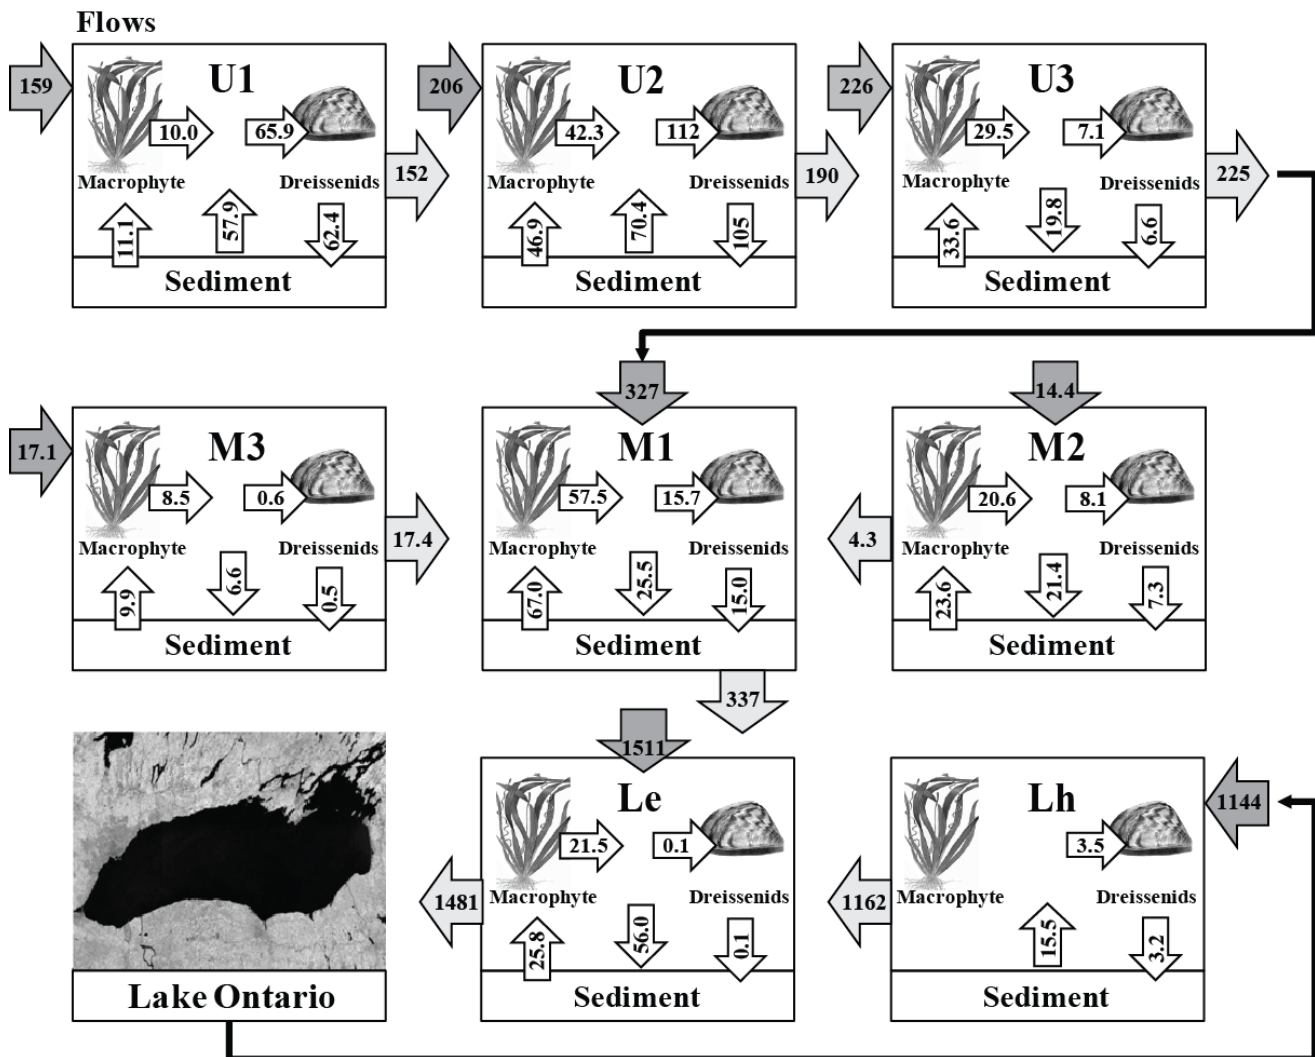 Flows
159
U1
10.0
65.9
Macrophyte
Dreissenids
11.1
57.9
62.4
Sediment
152
206
U2
42.3
112
Macrophyte
Dreissenids
46.9
70.4
105
Sediment
190
226
U3
29.5
7.1
Macrophyte
Dreissenids
33.6
19.8
6.6
Sediment
225
17.1
M3
8.5
0.6
Macrophyte
Dreissenids
9.9
6.6
0.5
Sediment
17.4
327
M1
57.5
15.7
Macrophyte
Dreissenids
67.0
25.5
15.0
Sediment
337
14.4
M2
20.6
8.1
Macrophyte
Dreissenids
23.6
21.4
7.3
Sediment
4.3
Lake Ontario
1511
Le
21.5
0.1
Macrophyte
Dreissenids
25.8
56.0
0.1
Sediment
1481
Lh
1144
3.5
Macrophyte
Dreissenids
15.5
3.2
Sediment
1162